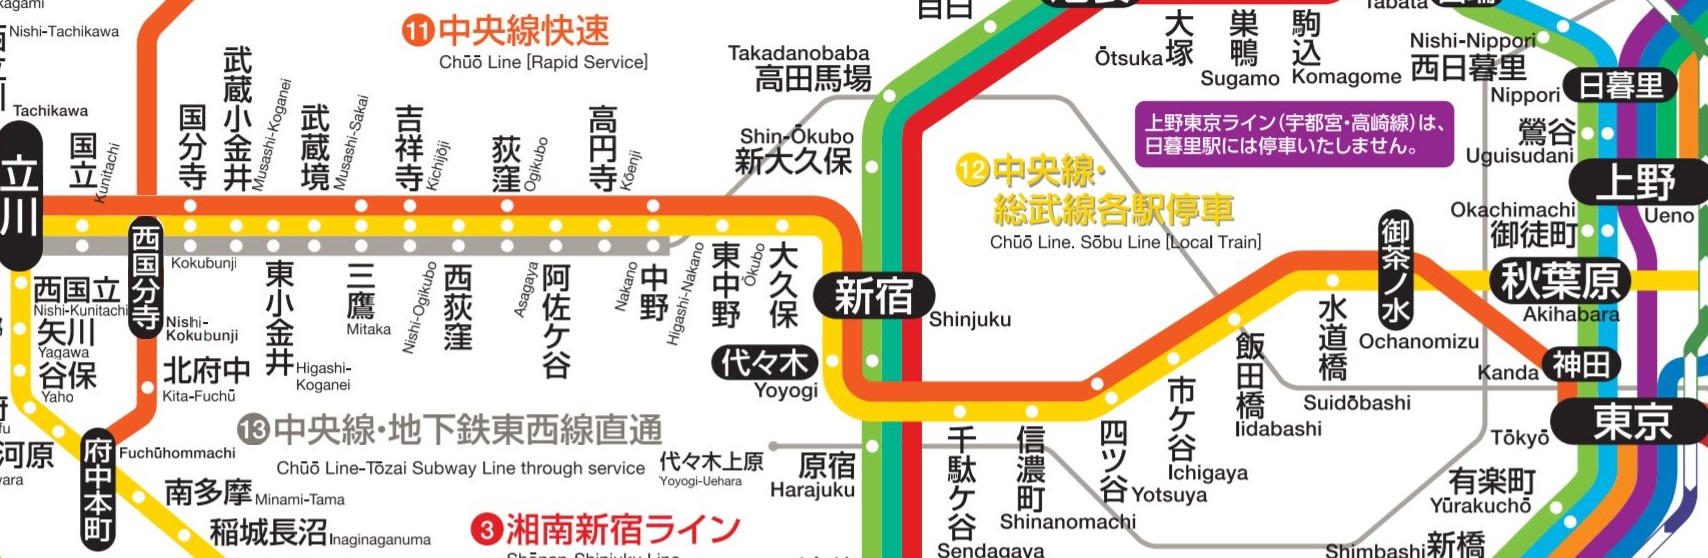 Nishi-Tachikawa
Tachikawa
立川
国立
Kunitachi
国分寺
Kokubunji
武蔵小金井
Musashi-Koganei
武蔵境
Musashi-Sakai
吉祥寺
Kichijōji
荻窪
Ogikubo
高円寺
Kōenji
⑪中央線快速
Chūō Line [Rapid Service]
西国分寺
Nishi-
Kokubunji
東小金井
Higashi-
Koganei
三鷹
Mitaka
Nishi-Ogikubo
西荻窪
Asagaya
阿佐ケ谷
Nakano
中野
Higashi-Nakano
東中野
Ōkubo
大久保
西国立
Nishi-Kunitachi
矢川
Yagawa
谷保
Yaho
北府中
Kita-Fuchū
府中本町
Fuchūhommachi
南多摩 Minami-Tama
稲城長沼 Inaginaganuma
⑬中央線・地下鉄東西線直通
Chūō Line-Tōzai Subway Line through service
③湘南新宿ライン
Shōnan-Shinjuku Line
目白
Takadanobaba
高田馬場
Shin-Ōkubo
新大久保
新宿
Shinjuku
代々木
Yoyogi
代々木上原
Yoyogi-Uehara
原宿
Harajuku
Ōtsuka
大塚
巣鴨
Sugamo
駒込
Komagome
Tabata
Nishi-Nippori
西日暮里
Nippori
日暮里
上野東京ライン(宇都宮・高崎線)は、
日暮里駅には停車いたしません。
⑫中央線・
総武線各駅停車
Chūō Line. Sōbu Line [Local Train]
鶯谷
Uguisudani
上野
Ueno
Okachimachi
御徒町
秋葉原
Akihabara
御茶ノ水
Ochanomizu
水道橋
Suidōbashi
飯田橋
Iidabashi
市ケ谷
Ichigaya
四ツ谷
Yotsuya
信濃町
Shinanomachi
千駄ケ谷
Sendagaya
Kanda
神田
Tōkyō
東京
有楽町
Yūrakuchō
Shimbashi
新橋